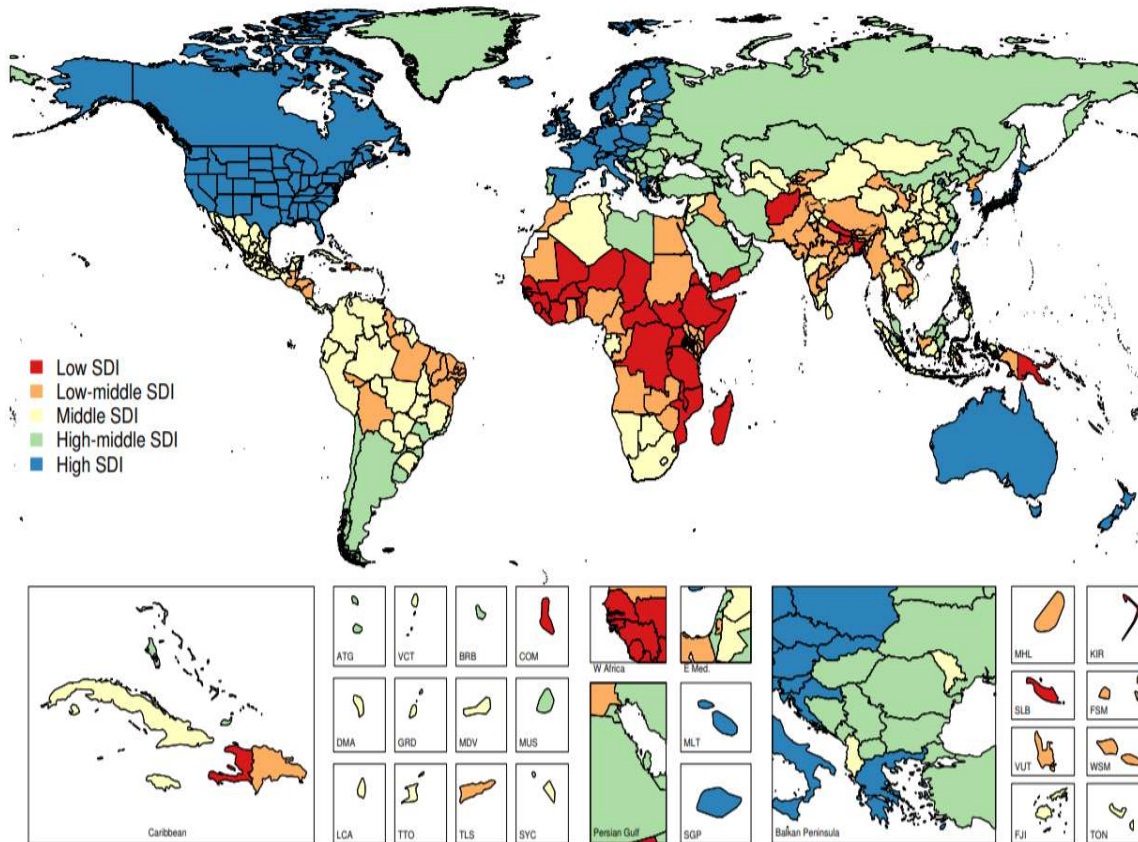 Low SDI
Low-middle SDI
Middle SDI
High-middle SDI
High SDI
Caribbean
ATG
VCT
BRB
COM
DMA
GRD
MDV
MUS
LCA
TTO
TLS
SYC
W Africa
E Med.
Persian Gulf
MLT
SGP
Balkan Peninsula
MHL
KIR
SLB
FSM
VUT
WSM
FJI
TON